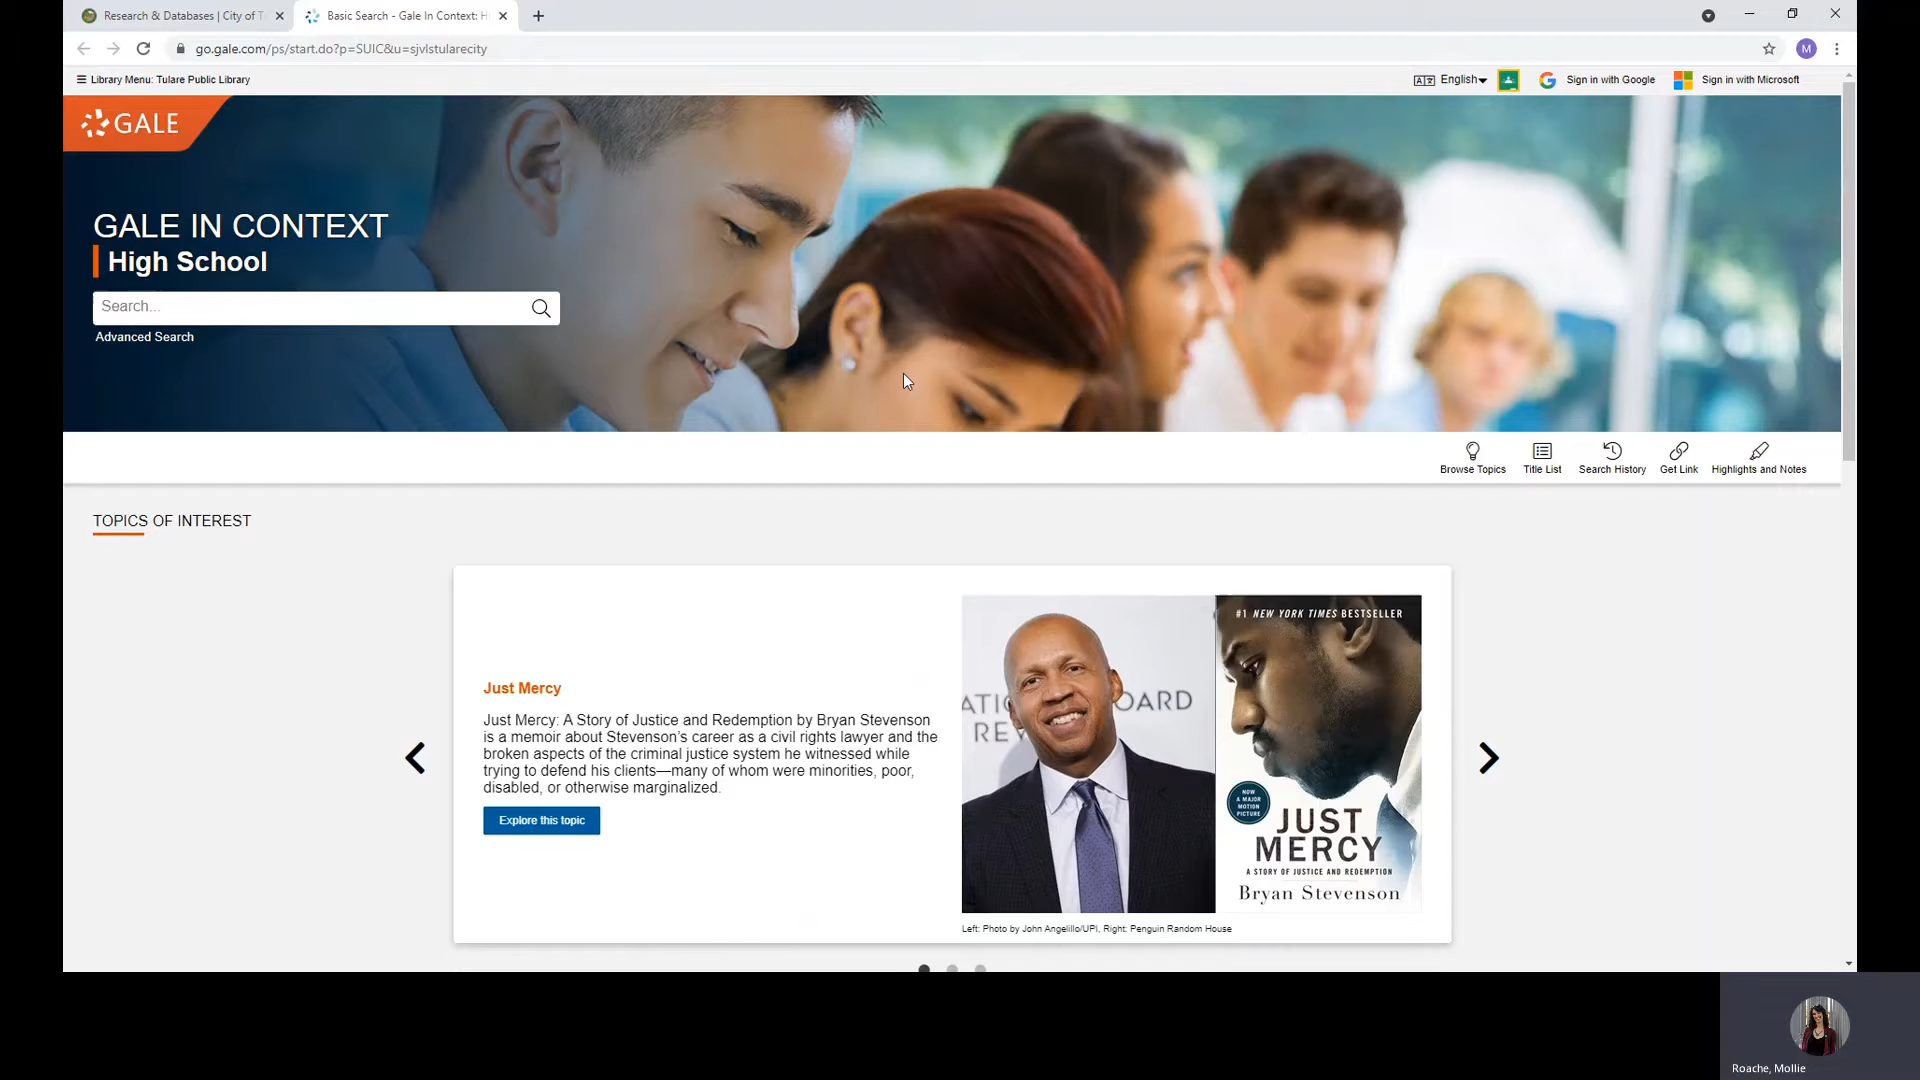 Research & Databases | City of T
Basic Search - Gale In Context: H
go.gale.com/ps/start.do?p=SUIC&u=sjvlstularecity
M
Library Menu: Tulare Public Library
English
Sign in with Google
Sign in with Microsoft
GALE
GALE IN CONTEXT
High School
Search...
Advanced Search
Browse Topics
Title List
Search History
Get Link
Highlights and Notes
TOPICS OF INTEREST
Just Mercy
Just Mercy: A Story of Justice and Redemption by Bryan Stevenson
is a memoir about Stevenson's career as a civil rights lawyer and the
broken aspects of the criminal justice system he witnessed while
trying to defend his clients—many of whom were minorities, poor,
disabled, or otherwise marginalized.
Explore this topic
OARD
RE
#1 NEW YORK TIMES BESTSELLER
NOW
A MAJOR
MOTION
PICTURE
JUST
MERCY
A STORY OF JUSTICE AND REDEMPTION
Bryan Stevenson
Left: Photo by John Angelillo/UPI, Right: Penguin Random House
Roache, Mollie